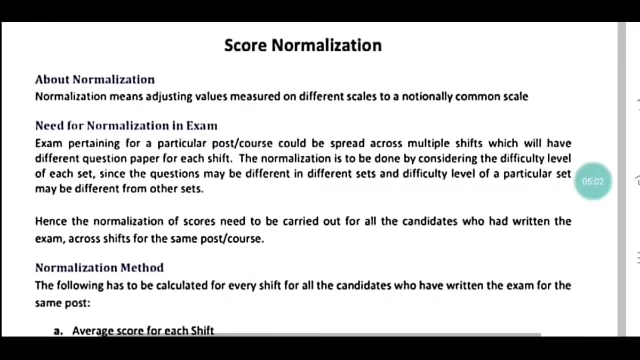 Score Normalization
About Normalization
Normalization means adjusting values measured on different scales to a notionally common scale
Need for Normalization in Exam
Exam pertaining for a particular post/course could be spread across multiple shifts which will have
different question paper for each shift. The normalization is to be done by considering the difficulty level
of each set, since the questions may be different in different sets and difficulty level of a particular set
may be different from other sets.
05:02
Hence the normalization of scores need to be carried out for all the candidates who had written the
exam, across shifts for the same post/course.
Normalization Method
The following has to be calculated for every shift for all the candidates who have written the exam for the
same post:
a. Average score for each Shift